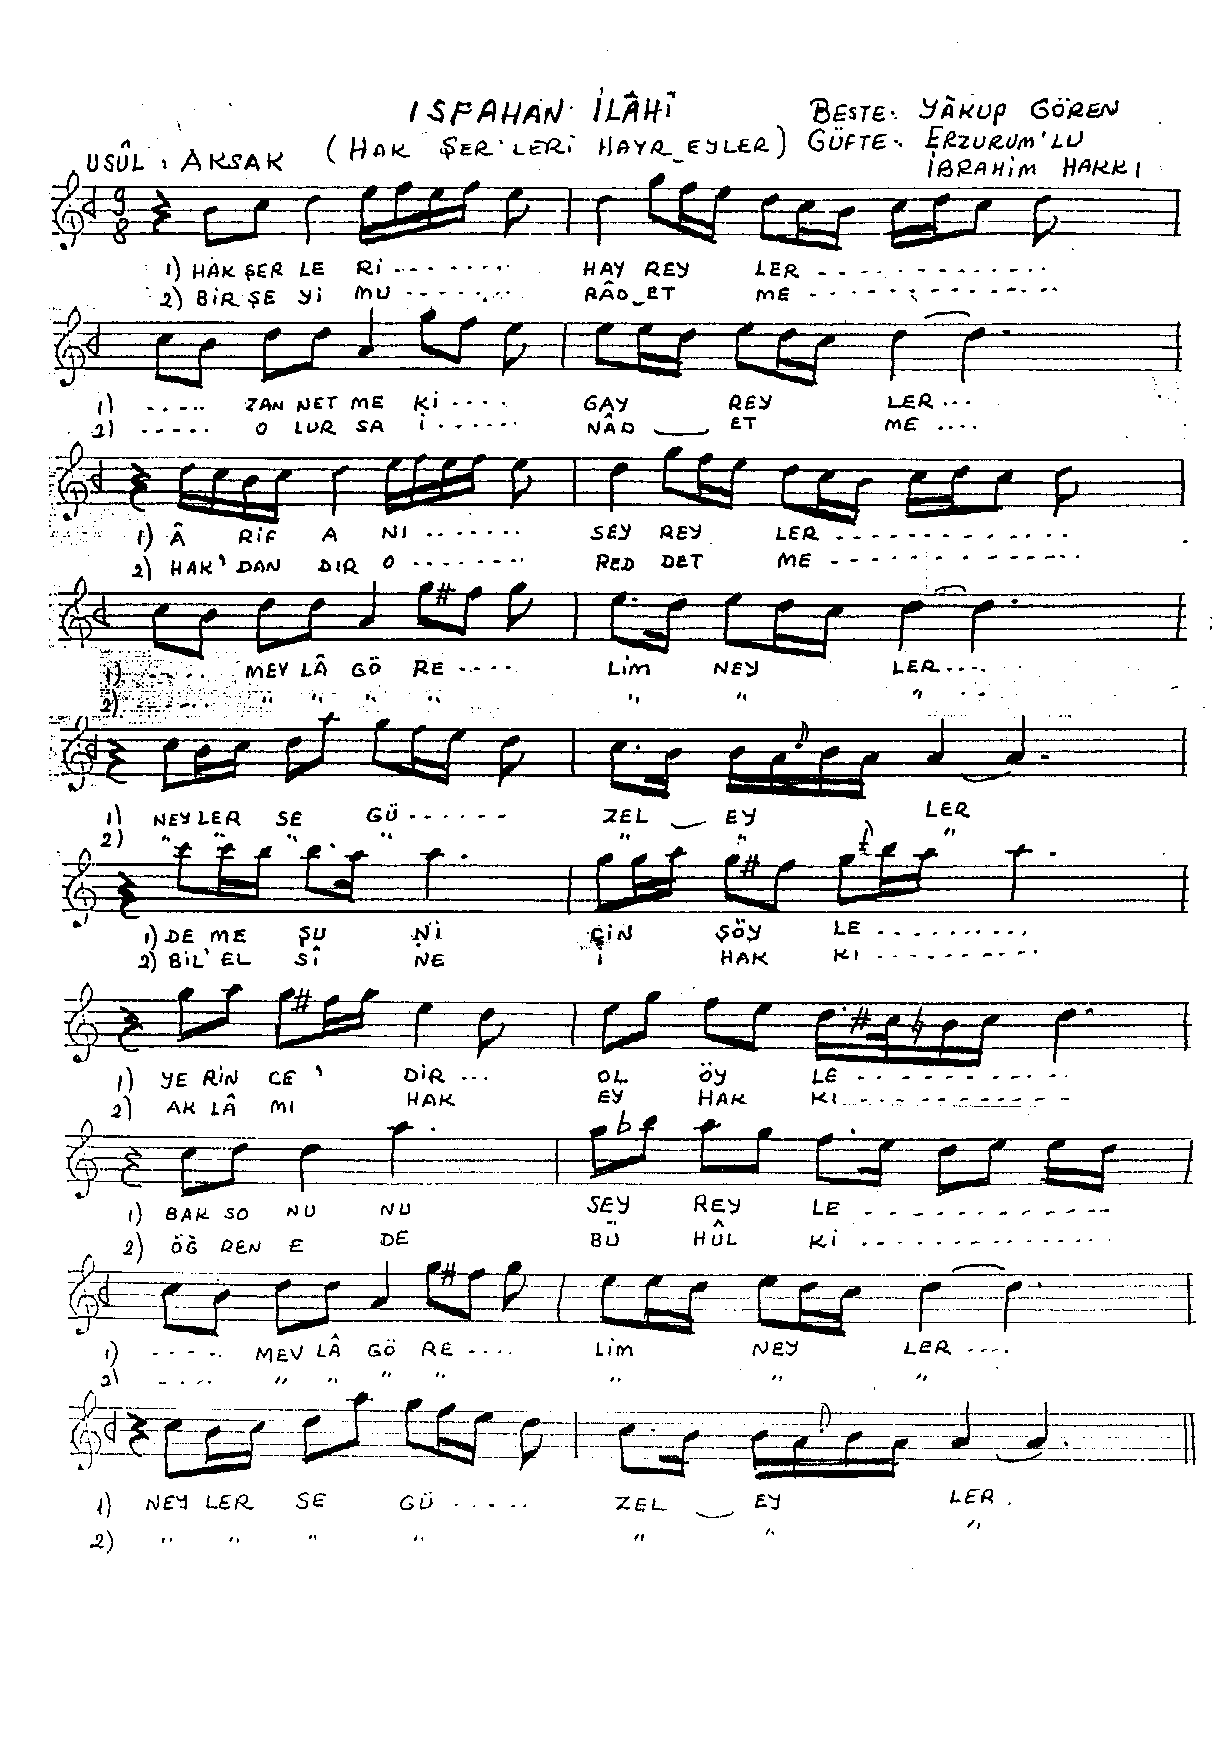 ISFAHAN İLÂHİ
BESTE: YÂKUP GÖREN
(HAK ŞER'LERİ HAYR_EYLER) GÜFTE: ERZURUM'LU
USÛL : AKSAK
İBRAHİM HAKKI
9
8
1) HAK ŞER LE Rİ - - - - - - - HAY REY LER - - - - - - - - - -
2) BİR ŞE Yİ MU - - - - - - - RÂD_ET ME - - - - - - - - - -
1) - - - - - ZAN NET ME Kİ - - - - GAY REY LER - - -
2) - - - - - O LUR SA İ - - - - - - NÂD ET ME - - - -
1) Â RİF A NI - - - - - - - SEY REY LER - - - - - - - - - -
2) HAK' DAN DIR O - - - - - - - RED DET ME - - - - - - - - - -
1) - - - - - MEV LÂ GÖ RE - - - - LİM NEY LER - - - -
2) - - - - - " " " " " " " - - -
1) NEY LER SE GÜ - - - - - - ZEL EY LER
2) " " " " " " "
1) DE ME ŞU Nİ ÇİN ŞÖY LE - - - - - - - - - -
2) BİL' EL Sİ NE İ HAK KI - - - - - - - - - -
1) YE RİN CE ' DİR - - - OL ÖY LE - - - - - - - - - -
2) AK LÂ MI HAK EY HAK KI - - - - - - - - - -
1) BAK SO NU NU SEY REY LE - - - - - - - - - -
2) ÖĞ REN E DE BÜ HÛL Kİ - - - - - - - - - -
1) - - - - - MEV LÂ GÖ RE - - - - LİM NEY LER - - - -
2) - - - - - " " " " " " "
1) NEY LER SE GÜ - - - - - ZEL EY LER .
2) " " " " " " "